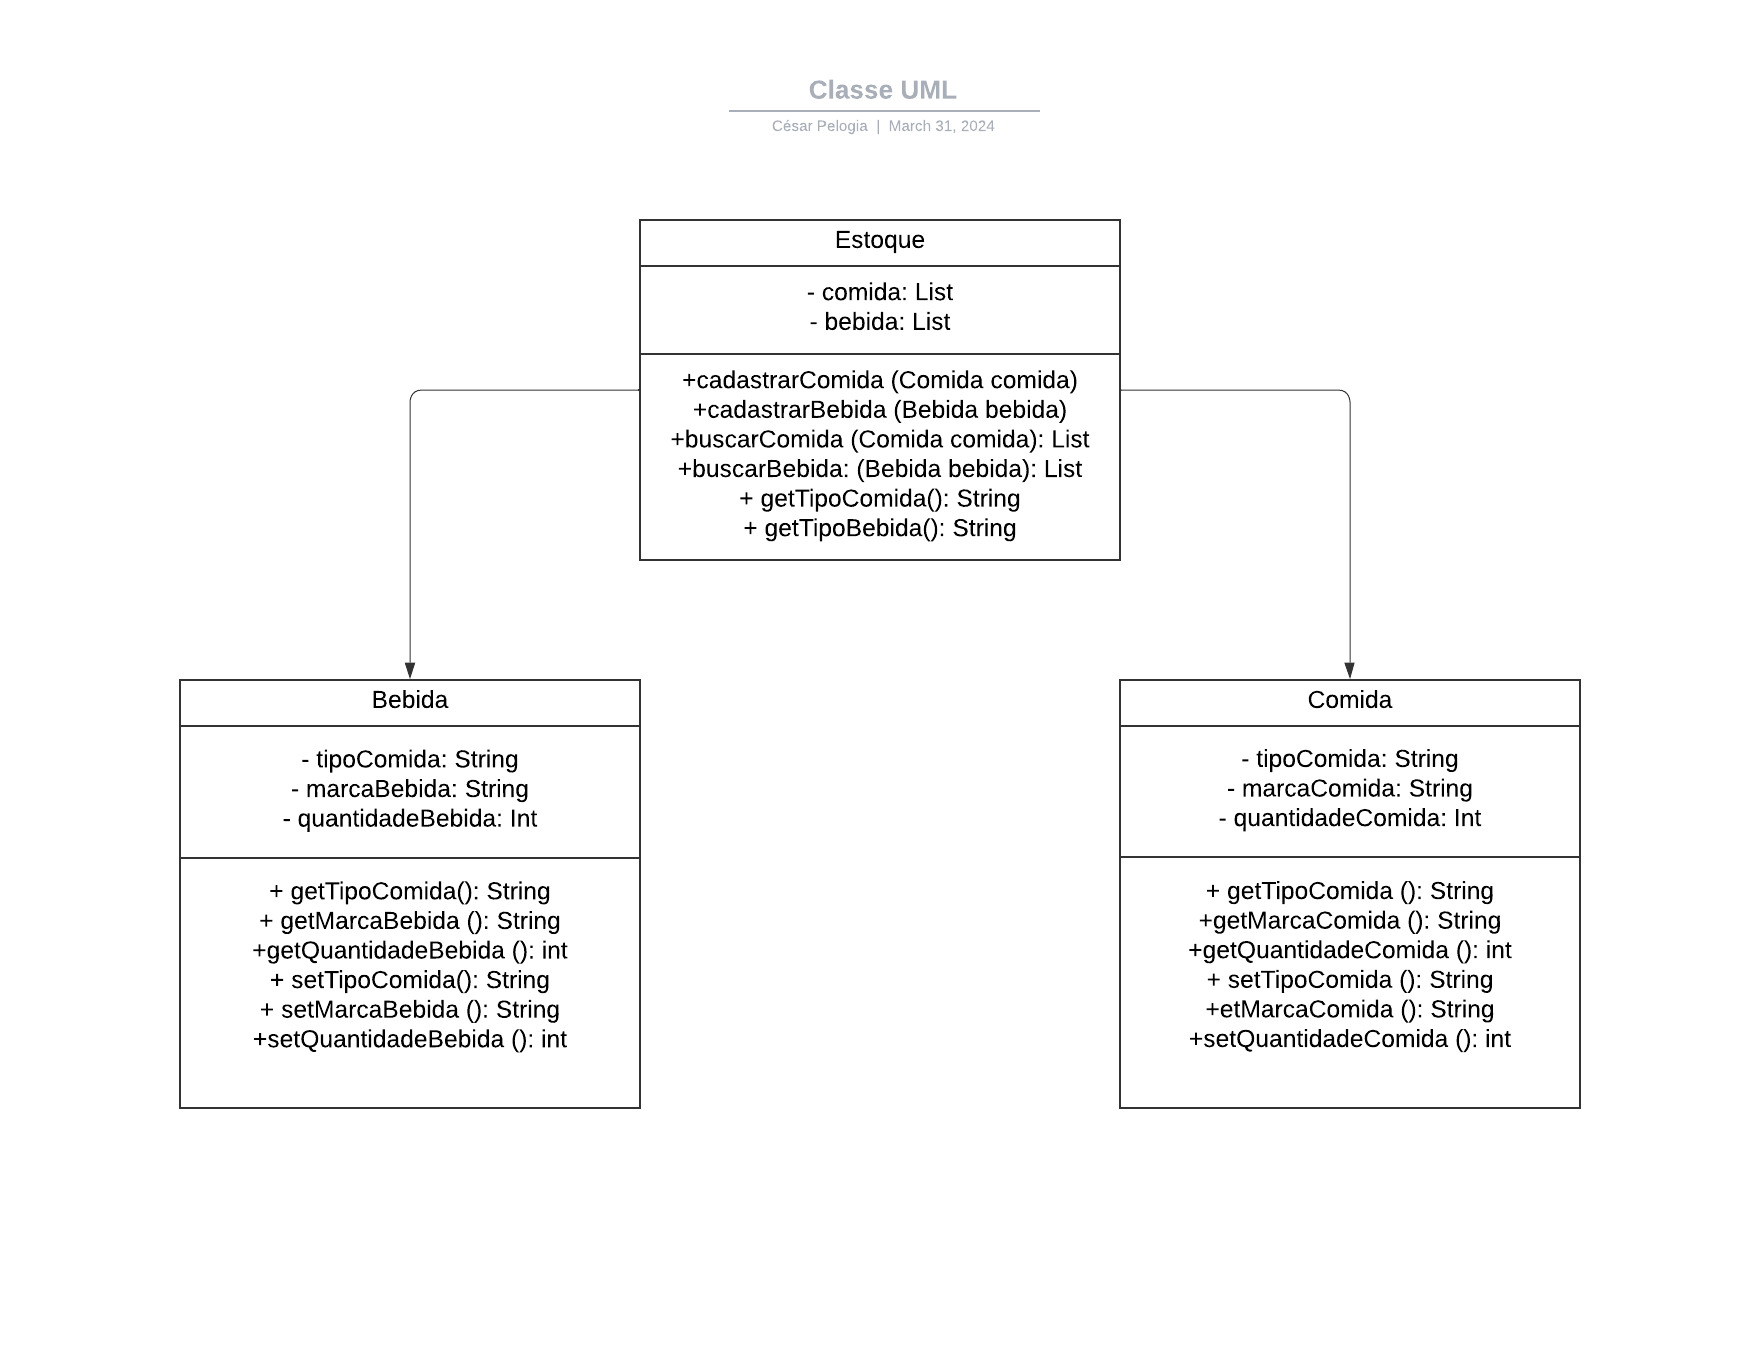 Classe UML
César Pelogia | March 31, 2024
Estoque
- comida: List
- bebida: List
+cadastrarComida (Comida comida)
+cadastrarBebida (Bebida bebida)
+buscarComida (Comida comida): List
+buscarBebida: (Bebida bebida): List
+ getTipoComida(): String
+ getTipoBebida(): String
Bebida
- tipoComida: String
- marcaBebida: String
- quantidadeBebida: Int
+ getTipoComida(): String
+ getMarcaBebida (): String
+getQuantidadeBebida (): int
+ setTipoComida(): String
+ setMarcaBebida (): String
+setQuantidadeBebida (): int
Comida
- tipoComida: String
- marcaComida: String
- quantidadeComida: Int
+ getTipoComida (): String
+getMarcaComida (): String
+getQuantidadeComida (): int
+ setTipoComida (): String
+etMarcaComida (): String
+setQuantidadeComida (): int